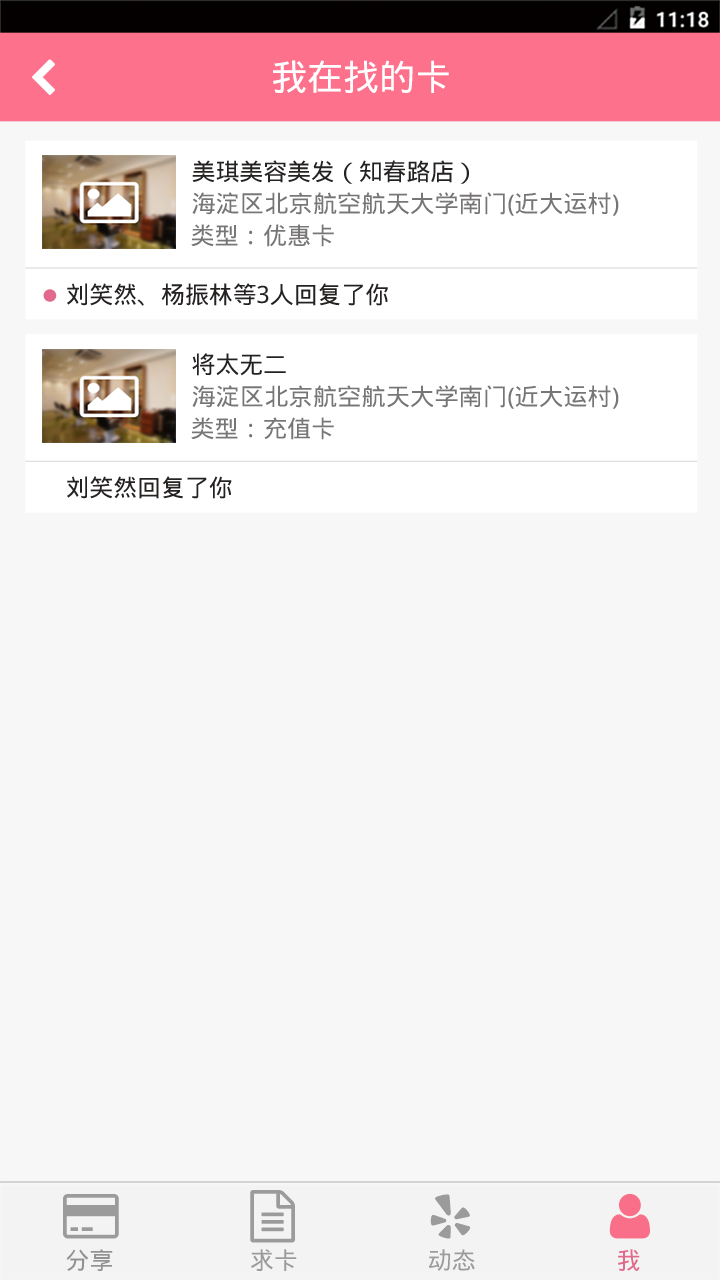 11:18
我在找的卡
美琪美容美发（知春路店）
海淀区北京航空航天大学南门(近大运村)
类型：优惠卡
刘笑然、杨振林等3人回复了你
将太无二
海淀区北京航空航天大学南门(近大运村)
类型：充值卡
刘笑然回复了你
分享
求卡
动态
我